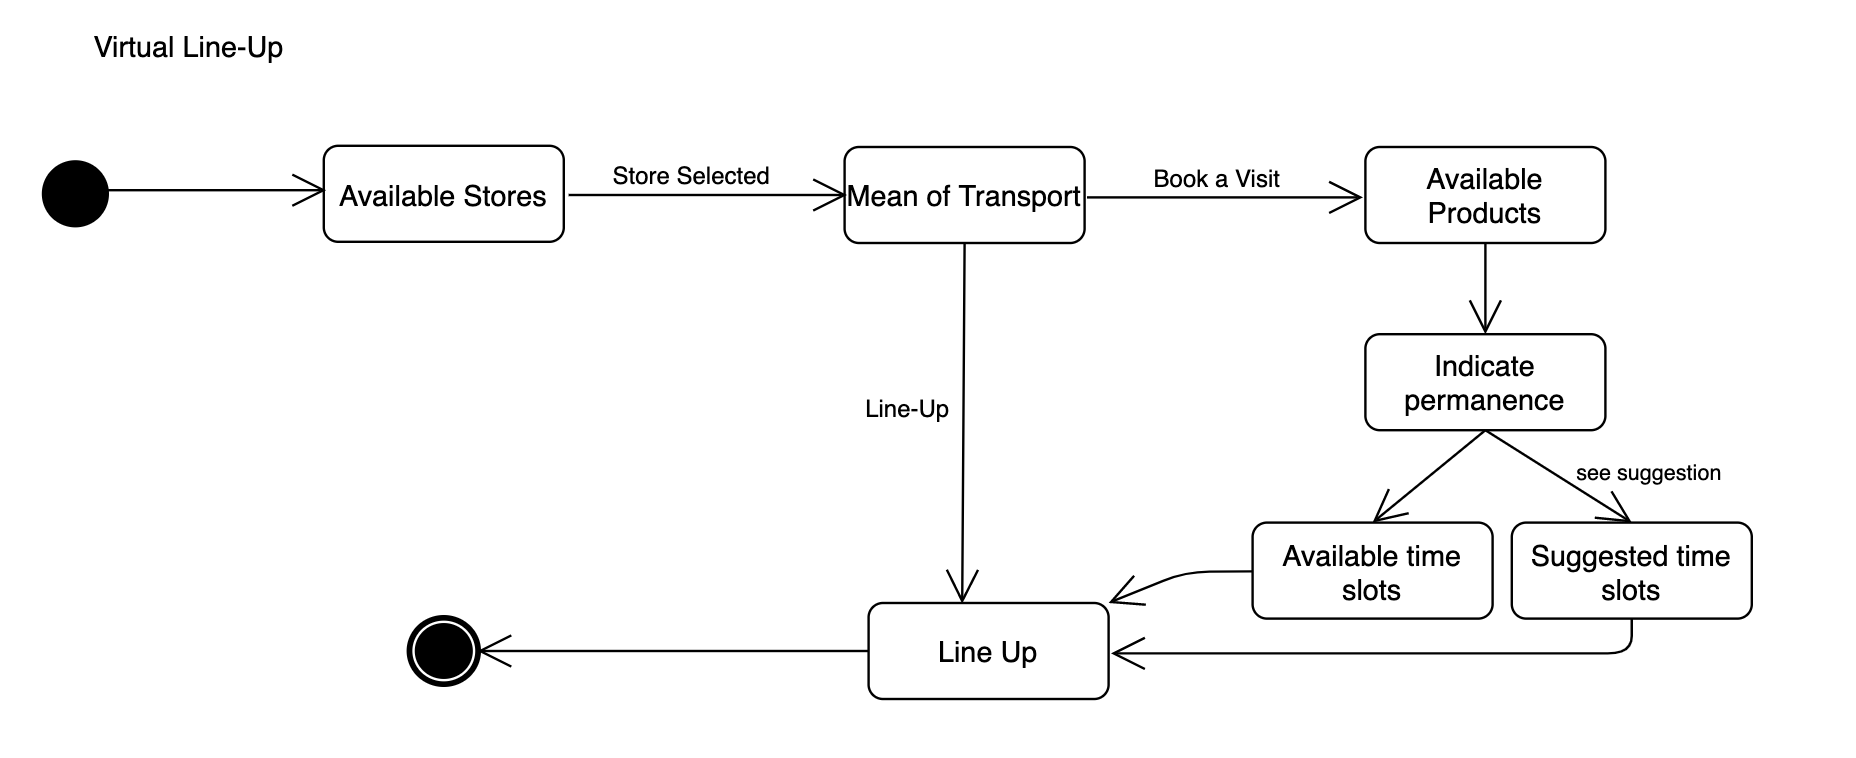 Virtual Line-Up
Available Stores
Store Selected
Mean of Transport
Book a Visit
Available
Products
Indicate
permanence
Line-Up
see suggestion
Available time
slots
Suggested time
slots
Line Up